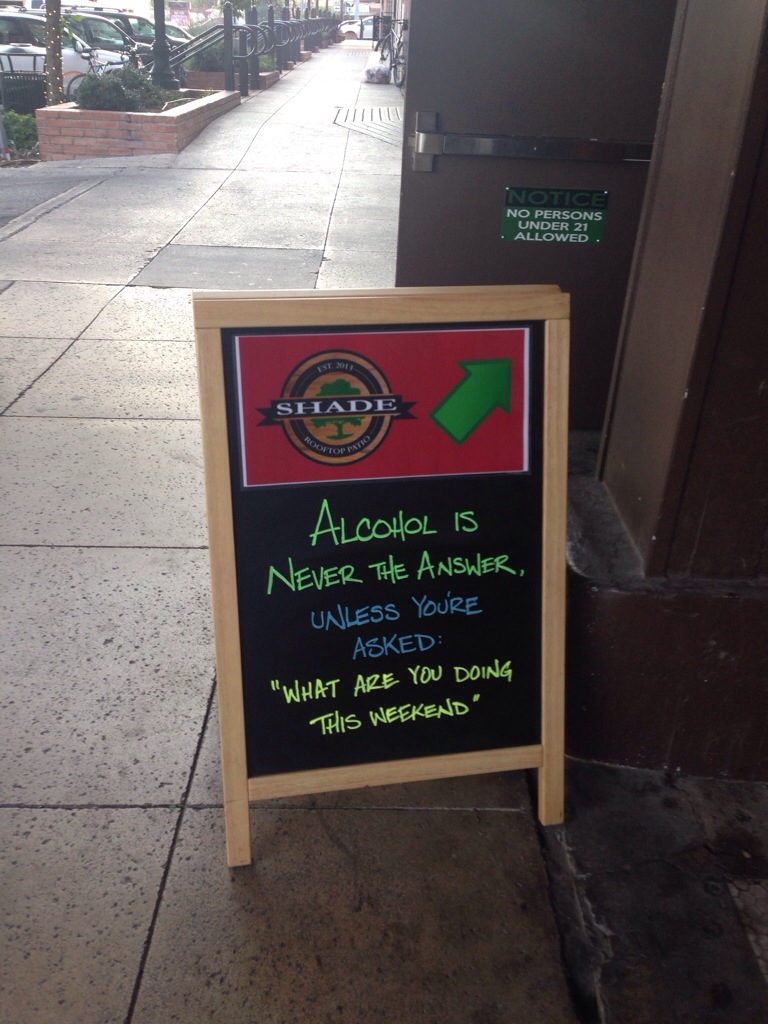 NOTICE
NO PERSONS
UNDER 21
ALLOWED
EST. 2013
SHADE
ROOFTOP PATIO
ALCOHOL IS
NEVER THE ANSWER,
UNLESS YOU'RE
ASKED:
"WHAT ARE YOU DOING
THIS WEEKEND"